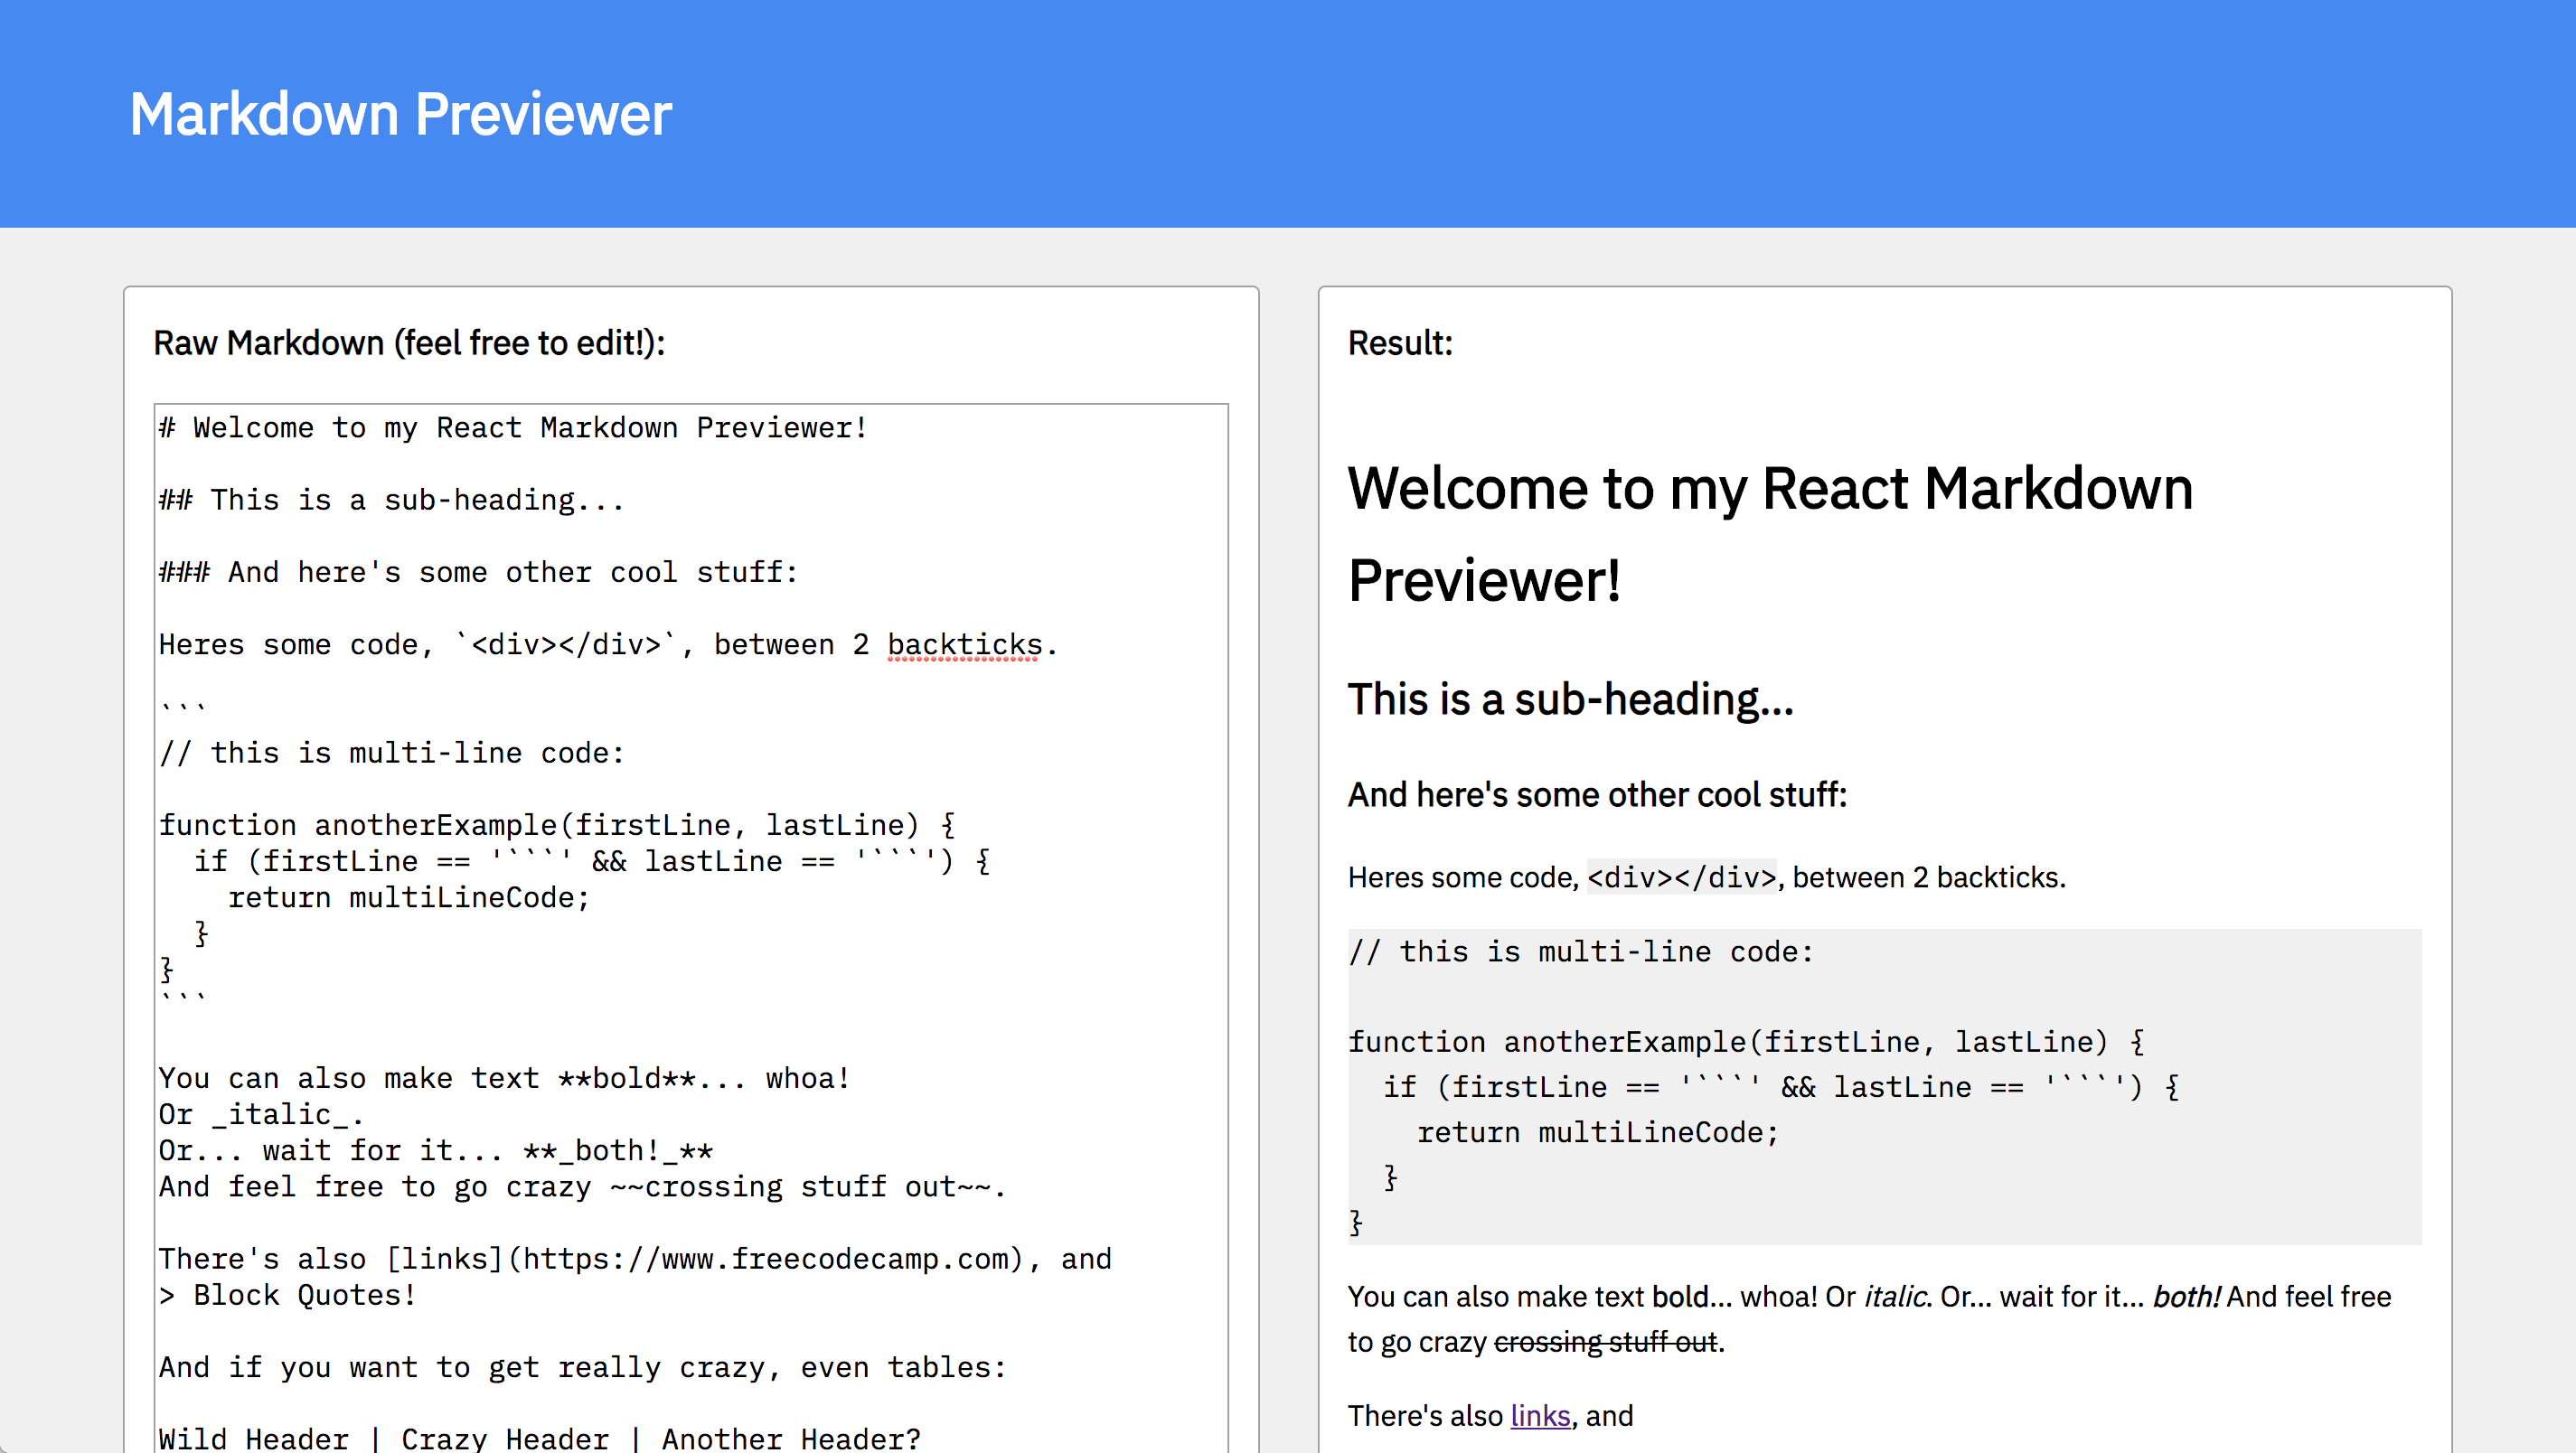 Markdown Previewer
Raw Markdown (feel free to edit!):
# Welcome to my React Markdown Previewer!
## This is a sub-heading...
### And here's some other cool stuff:
Heres some code, `<div></div>`, between 2 backticks.
```
// this is multi-line code:
function anotherExample(firstLine, lastLine) {
  if (firstLine == '```' && lastLine == '```') {
    return multiLineCode;
  }
}
```
You can also make text **bold**... whoa!
Or _italic_.
Or... wait for it... **_both!_**
And feel free to go crazy ~~crossing stuff out~~.
There's also [links](https://www.freecodecamp.com), and
> Block Quotes!
And if you want to get really crazy, even tables:
Wild Header | Crazy Header | Another Header?
Result:
Welcome to my React Markdown
Previewer!
This is a sub-heading...
And here's some other cool stuff:
Heres some code, <div></div>, between 2 backticks.
// this is multi-line code:
function anotherExample(firstLine, lastLine) {
  if (firstLine == '```' && lastLine == '```') {
    return multiLineCode;
  }
}
You can also make text bold... whoa! Or italic. Or... wait for it... both! And feel free
to go crazy crossing stuff out.
There's also links, and